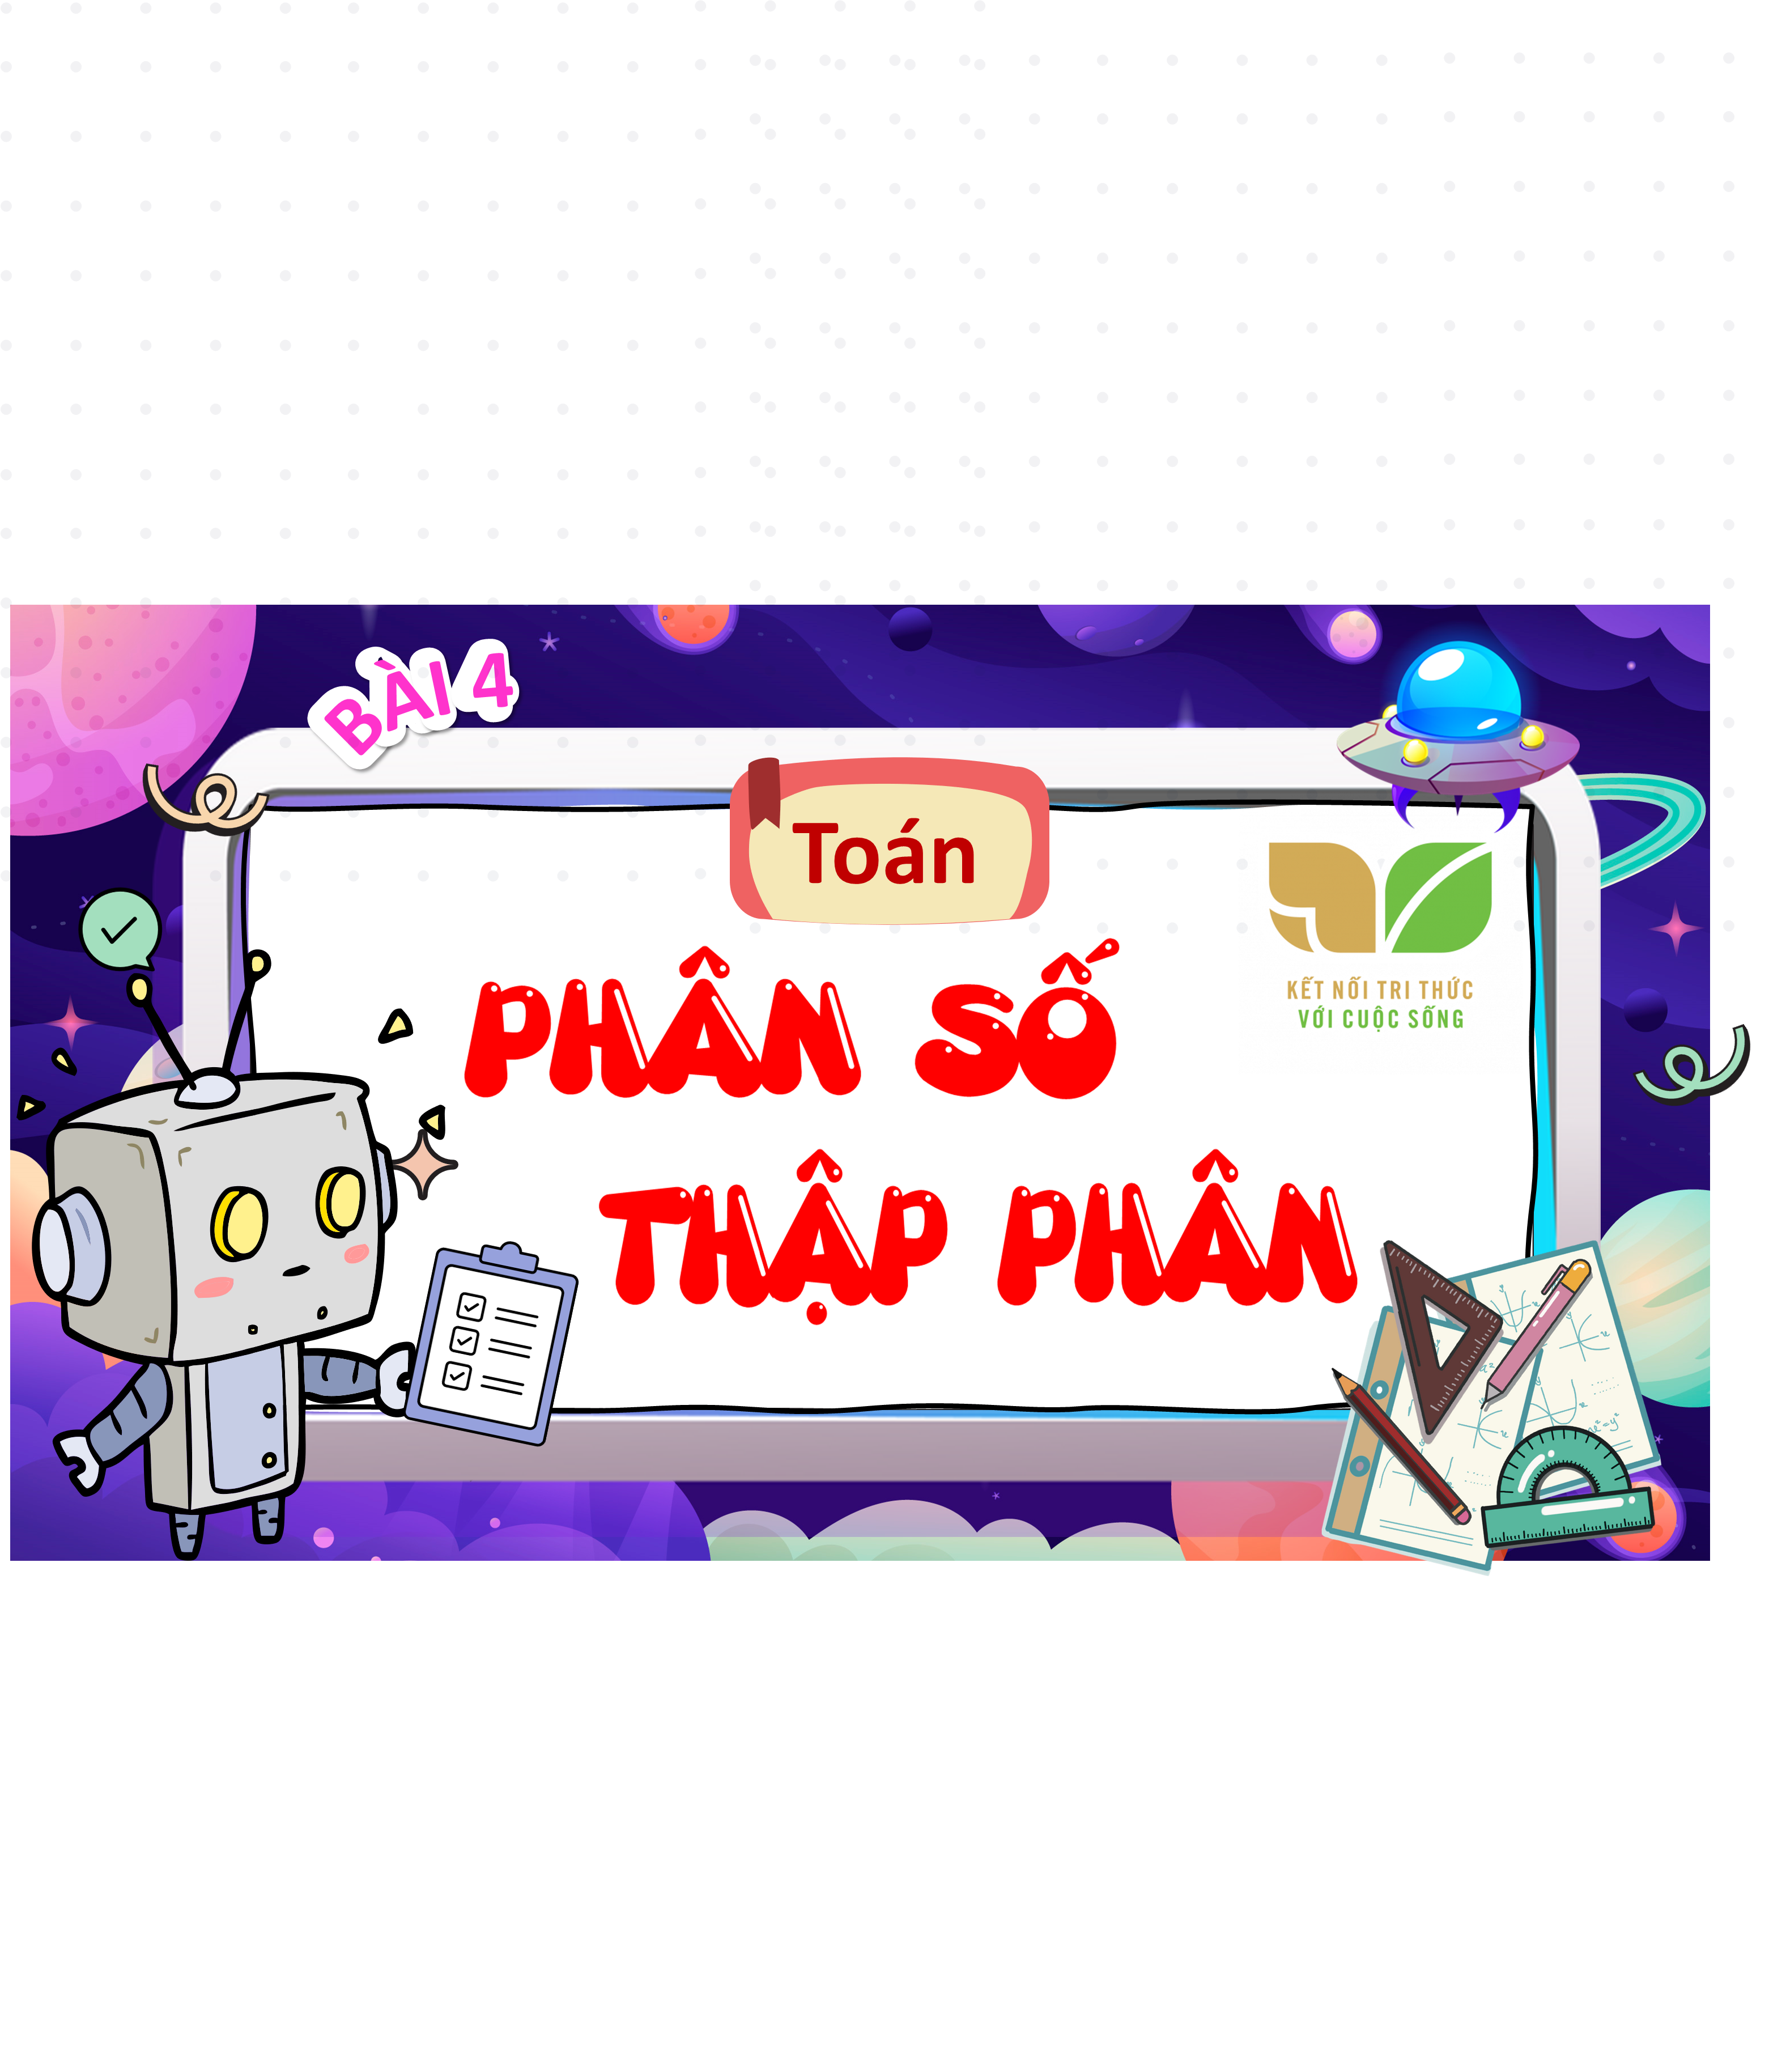 BÀI 4
Toán
KẾT NỐI TRI THỨC
VỚI CUỘC SỐNG
PHÂN SỐ
THẬP PHÂN